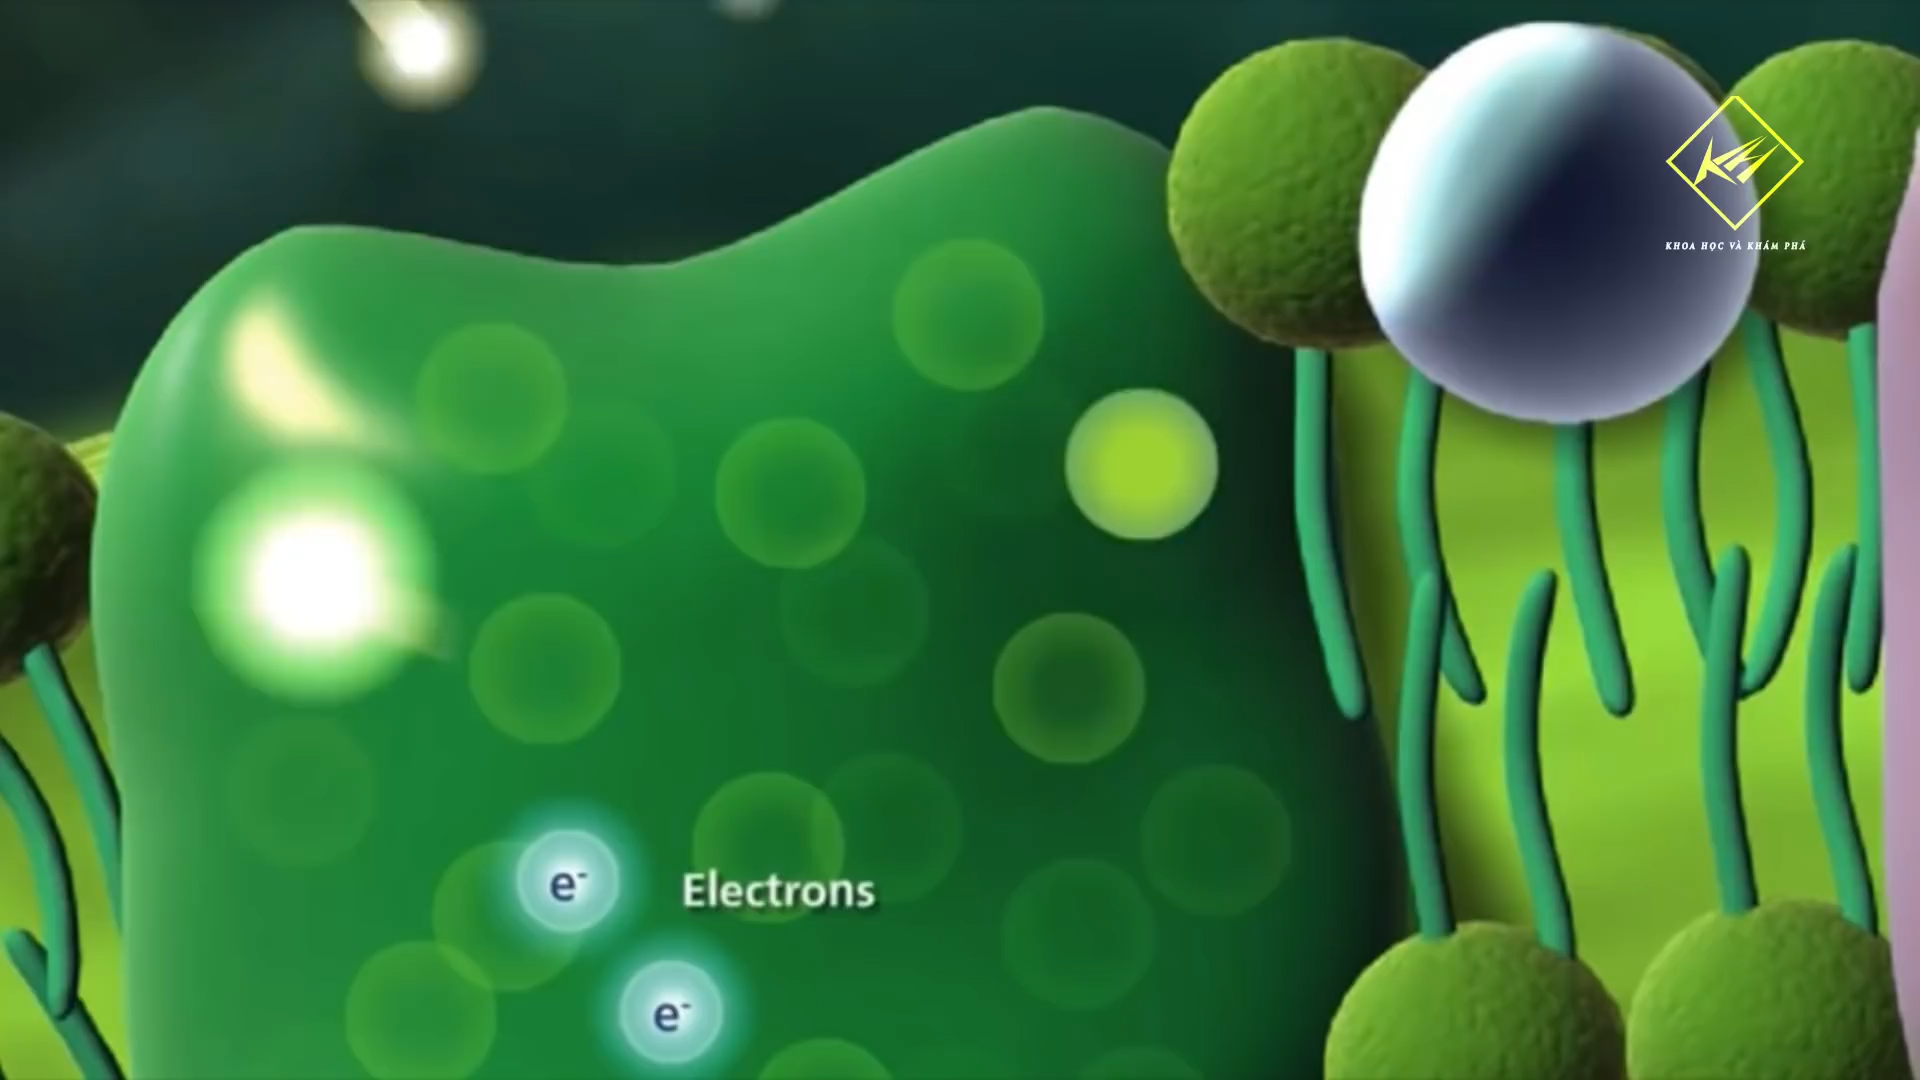 KHOA HỌC VÀ KHÁM PHÁ
e-
Electrons
e-